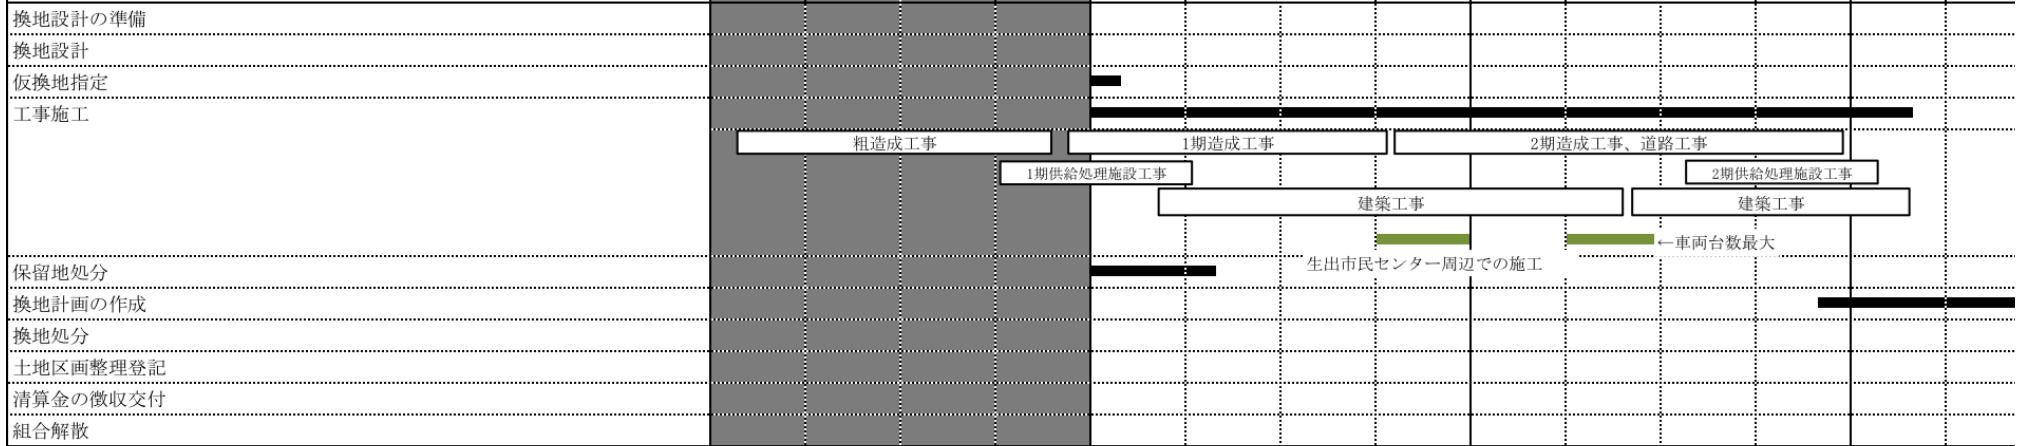 換地設計の準備
換地設計
仮換地指定
工事施工
粗造成工事
1期造成工事
2期造成工事、道路工事
1期供給処理施設工事
2期供給処理施設工事
建築工事
建築工事
←車両台数最大
生出市民センター周辺での施工
保留地処分
換地計画の作成
換地処分
土地区画整理登記
清算金の徴収交付
組合解散